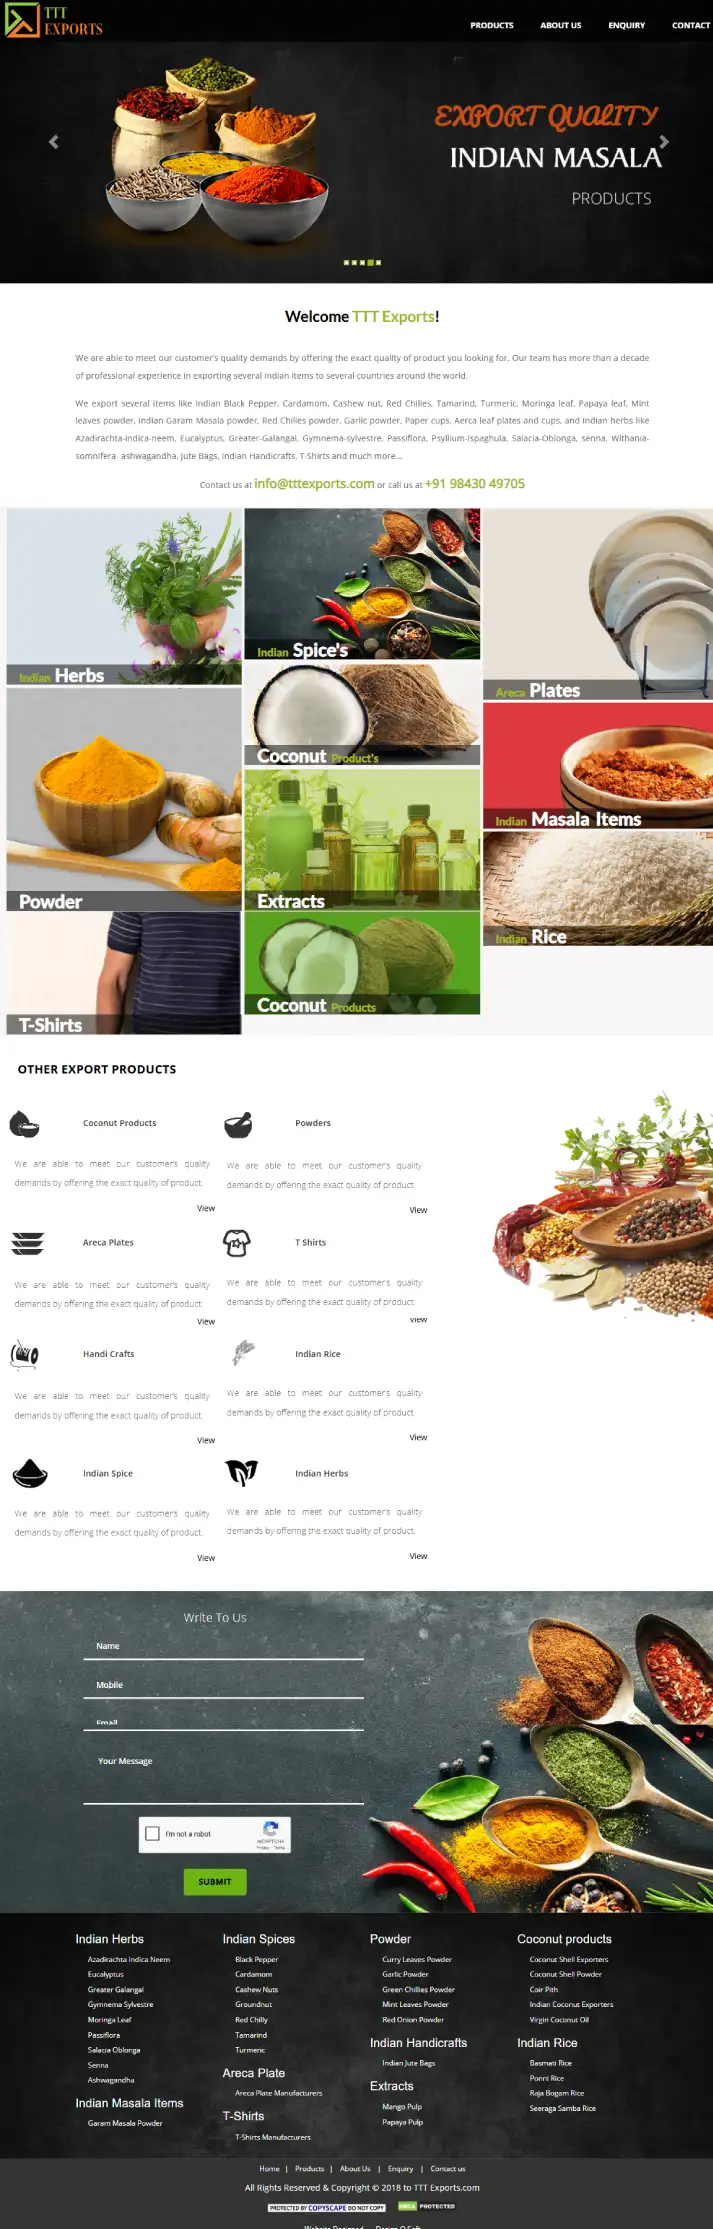 TTT
EXPORTS
PRODUCTS ABOUT US ENQUIRY CONTACT
EXPORT QUALITY
INDIAN MASALA
PRODUCTS
Welcome TTT Exports!
We are able to meet our customer's quality demands by offering the exact quality of product you looking for. Our team has more than a decade
of professional experience in exporting several Indian items to several countries around the world.
We export several items like Indian Black Pepper, Cardamom, Cashew nut, Red Chilies, Tamarind, Turmeric, Moringa leaf, Papaya leaf, Mint
leaves powder, Indian Garam Masala powder, Red Chilies powder, Garlic powder, Paper cups, Aerca leaf plates and cups, and Indian herbs like
Azadirachta-indica-neem, Eucalyptus, Greater-Galangal, Gymnema-sylvestre, Passiflora, Psyllium-Ispaghula, Salacia-Oblonga, senna, Withania-
somnifera- ashwagandha, Jute Bags, Indian Handicrafts, T-Shirts and much more...
Contact us at info@tttexports.com or call us at +91 98430 49705
Indian Herbs
Indian Spice's
Areca Plates
Coconut Product's
Indian Masala Items
Powder
Extracts
Indian Rice
Coconut Products
T-Shirts
OTHER EXPORT PRODUCTS
Coconut Products
We are able to meet our customer's quality
demands by offering the exact quality of product.
View
Powders
We are able to meet our customer's quality
demands by offering the exact quality of product.
View
Areca Plates
We are able to meet our customer's quality
demands by offering the exact quality of product.
View
T Shirts
We are able to meet our customer's quality
demands by offering the exact quality of product.
View
Handi Crafts
We are able to meet our customer's quality
demands by offering the exact quality of product.
View
Indian Rice
We are able to meet our customer's quality
demands by offering the exact quality of product.
View
Indian Spice
We are able to meet our customer's quality
demands by offering the exact quality of product.
View
Indian Herbs
We are able to meet our customer's quality
demands by offering the exact quality of product.
View
Write To Us
Name
Mobile
Email
Your Message
I'm not a robot
reCAPTCHA
Privacy - Terms
SUBMIT
Indian Herbs
Azadirachta Indica Neem
Eucalyptus
Greater Galangal
Gymnema Sylvestre
Moringa Leaf
Passiflora
Salacia Oblonga
Senna
Ashwagandha
Indian Masala Items
Garam Masala Powder
Indian Spices
Black Pepper
Cardamom
Cashew Nuts
Groundnut
Red Chilly
Tamarind
Turmeric
Areca Plate
Areca Plate Manufacturers
T-Shirts
T-Shirts Manufacturers
Powder
Curry Leaves Powder
Garlic Powder
Green Chillies Powder
Mint Leaves Powder
Red Onion Powder
Indian Handicrafts
Indian Jute Bags
Extracts
Mango Pulp
Papaya Pulp
Coconut products
Coconut Shell Exporters
Coconut Shell Powder
Coir Pith
Indian Coconut Exporters
Virgin Coconut Oil
Indian Rice
Basmati Rice
Ponni Rice
Raja Bogam Rice
Seeraga Samba Rice
Home | Products | About Us | Enquiry | Contact us
All Rights Reserved & Copyright © 2018 to TTT Exports.com
PROTECTED BY COPYSCAPE DO NOT COPY DMCA PROTECTED